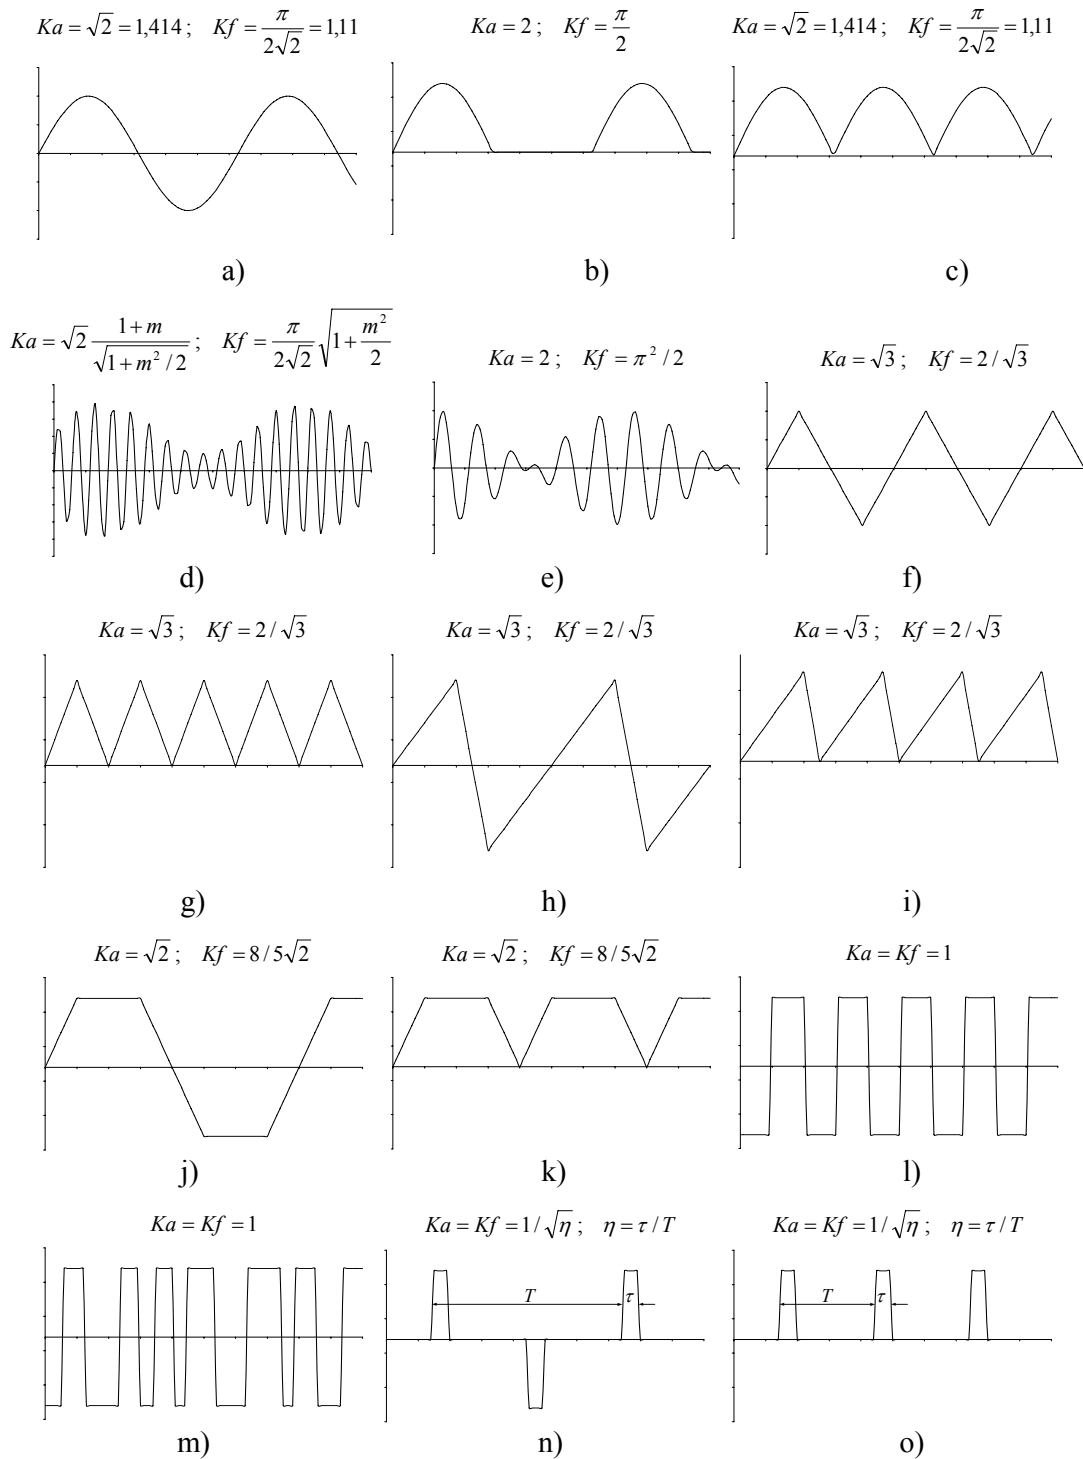 Ka = √2 = 1,414 ; Kf = π/(2√2) = 1,11
Ka = 2 ; Kf = π/2
Ka = √2 = 1,414 ; Kf = π/(2√2) = 1,11
a)
b)
c)
Ka = √2 (1+m)/√(1+m²/2) ; Kf = π/(2√2) √(1+m²/2)
Ka = 2 ; Kf = π²/2
Ka = √3 ; Kf = 2/√3
d)
e)
f)
Ka = √3 ; Kf = 2/√3
Ka = √3 ; Kf = 2/√3
Ka = √3 ; Kf = 2/√3
g)
h)
i)
Ka = √2 ; Kf = 8/5√2
Ka = √2 ; Kf = 8/5√2
Ka = Kf = 1
j)
k)
l)
Ka = Kf = 1
Ka = Kf = 1/√η ; η = τ/T
Ka = Kf = 1/√η ; η = τ/T
T
τ
T
τ
m)
n)
o)